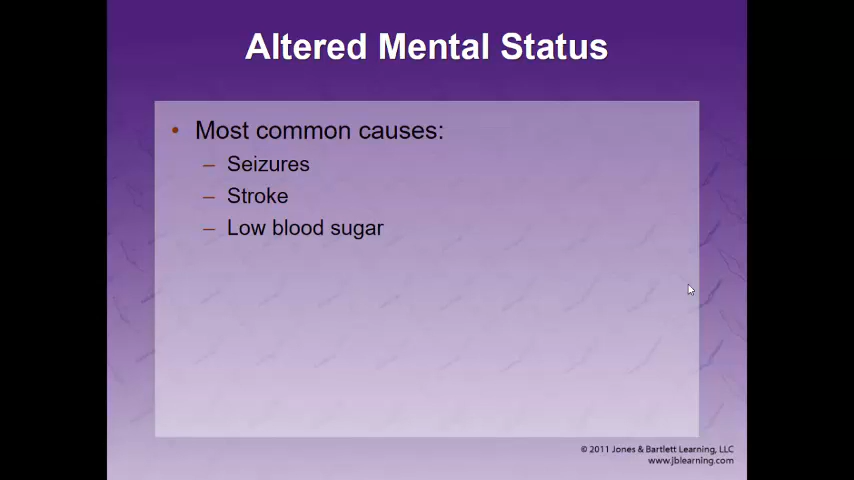 Altered Mental Status
• Most common causes:
– Seizures
– Stroke
– Low blood sugar
© 2011 Jones & Bartlett Learning, LLC
www.jblearning.com